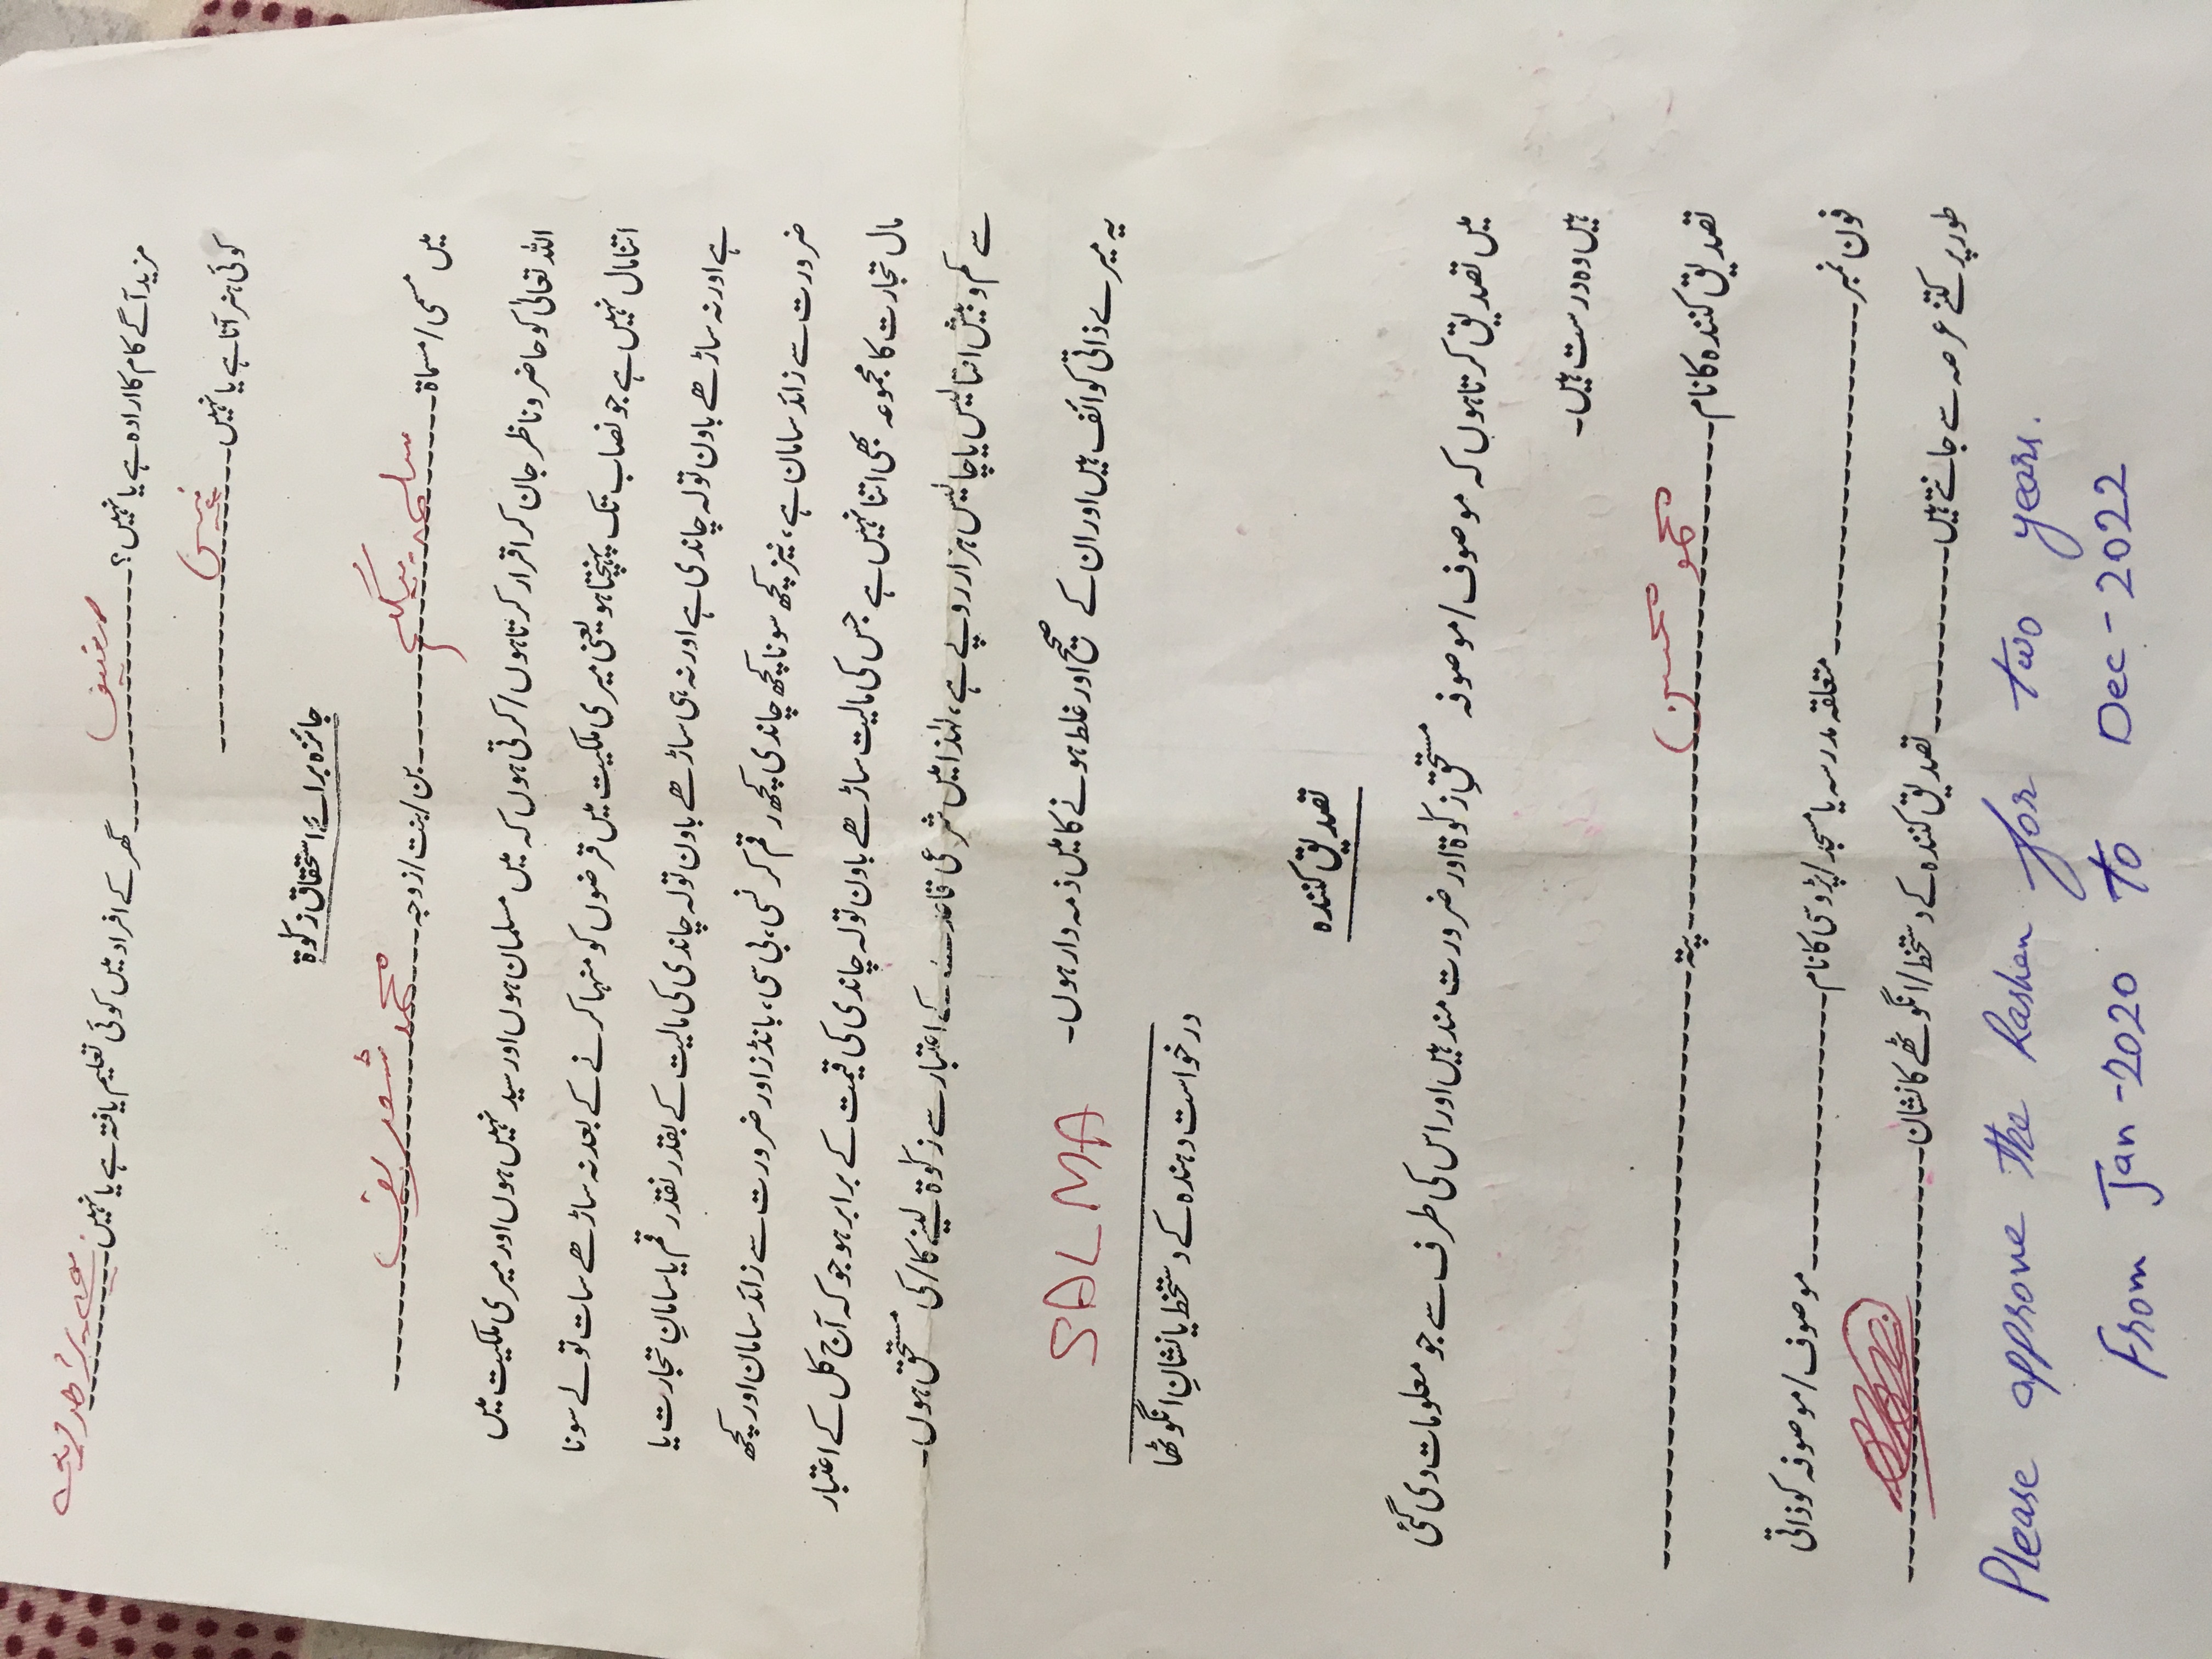 مزید آگے کام کا ارادہ ہے یا نہیں؟ ضعیف گھر کے افراد میں کوئی تعلیم یافتہ ہے یا نہیں
کوئی ہنر آتا ہے یا نہیں نہیں
جائزہ برائے استحقاق زکوٰۃ
میں مسمی/مسماۃ سلمہ بیگم بن/بنت/زوجہ محمد شریف
اللہ تعالیٰ کو حاضر و ناظر جان کر اقرار کرتا ہوں/کرتی ہوں کہ میں مسلمان ہوں اور سید نہیں ہوں اور میری ملکیت میں
اتنا مال نہیں ہے جو نصاب تک پہنچتا ہو یعنی میری ملکیت میں قرضوں کو منہا کرنے کے بعد نہ ساڑھے سات تولے سونا
ہے اور نہ ساڑھے باون تولہ چاندی ہے اور نہ ہی ساڑھے باون تولہ چاندی کی مالیت کے بقدر نقد رقم یا سامانِ تجارت یا
ضرورت سے زائد سامان ہے، نیز کچھ سونا کچھ چاندی کچھ رقم کرنسی، بی سی، بانڈز اور ضرورت سے زائد سامان اور کچھ
مال تجارت کا مجموعہ بھی اتنا نہیں ہے جس کی مالیت ساڑھے باون تولہ چاندی کی قیمت کے برابر ہو جو کہ آج کل کے اعتبار
سے کم و بیش انتالیس یا چالیس ہزار روپے ہے، لہٰذا میں شرعی قاعدے کے اعتبار سے زکوٰۃ لینے کا/کی مستحق ہوں۔
یہ میرے ذاتی کوائف ہیں اور ان کے صحیح اور غلط ہونے کا میں ذمہ دار ہوں۔ SALMA
درخواست دہندہ کے دستخط یا نشانِ انگوٹھا
تصدیق کنندہ
میں تصدیق کرتا ہوں کہ موصوف/موصوفہ مستحقِ زکوٰۃ اور ضرورت مند ہیں اور اس کی طرف سے جو معلومات دی گئی
ہیں وہ درست ہیں۔
تصدیق کنندہ کا نام پتہ
فون نمبر متعلقہ مدرسہ یا مسجد/پڑوسی کا نام موصوف/موصوفہ کو ذاتی
طور پر کتنے عرصہ سے جانتے ہیں تصدیق کنندہ کے دستخط/انگوٹھے کا نشان
Please approve the Rashan for two years.
From Jan-2020 to Dec-2022